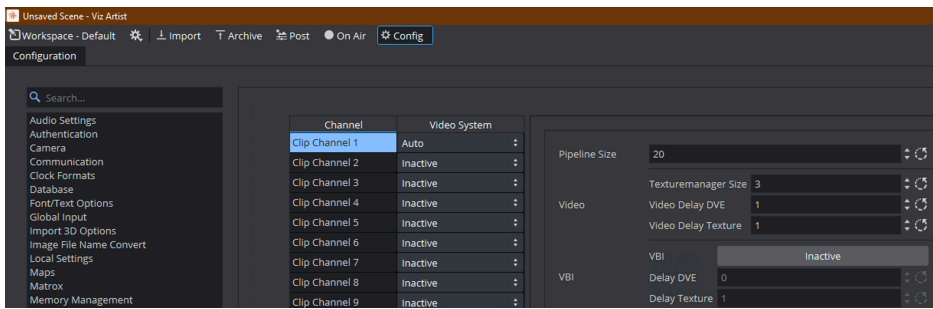 Unsaved Scene - Viz Artist
Workspace - Default Import Archive Post On Air Config
Configuration
Search...
Audio Settings
Authentication
Camera
Communication
Clock Formats
Database
Font/Text Options
Global Input
Import 3D Options
Image File Name Convert
Local Settings
Maps
Matrox
Memory Management
Channel Video System
Clip Channel 1 Auto
Clip Channel 2 Inactive
Clip Channel 3 Inactive
Clip Channel 4 Inactive
Clip Channel 5 Inactive
Clip Channel 6 Inactive
Clip Channel 7 Inactive
Clip Channel 8 Inactive
Clip Channel 9 Inactive
Pipeline Size 20
Video
Texturemanager Size 3
Video Delay DVE 1
Video Delay Texture 1
VBI
VBI Inactive
Delay DVE 0
Delay Texture 1